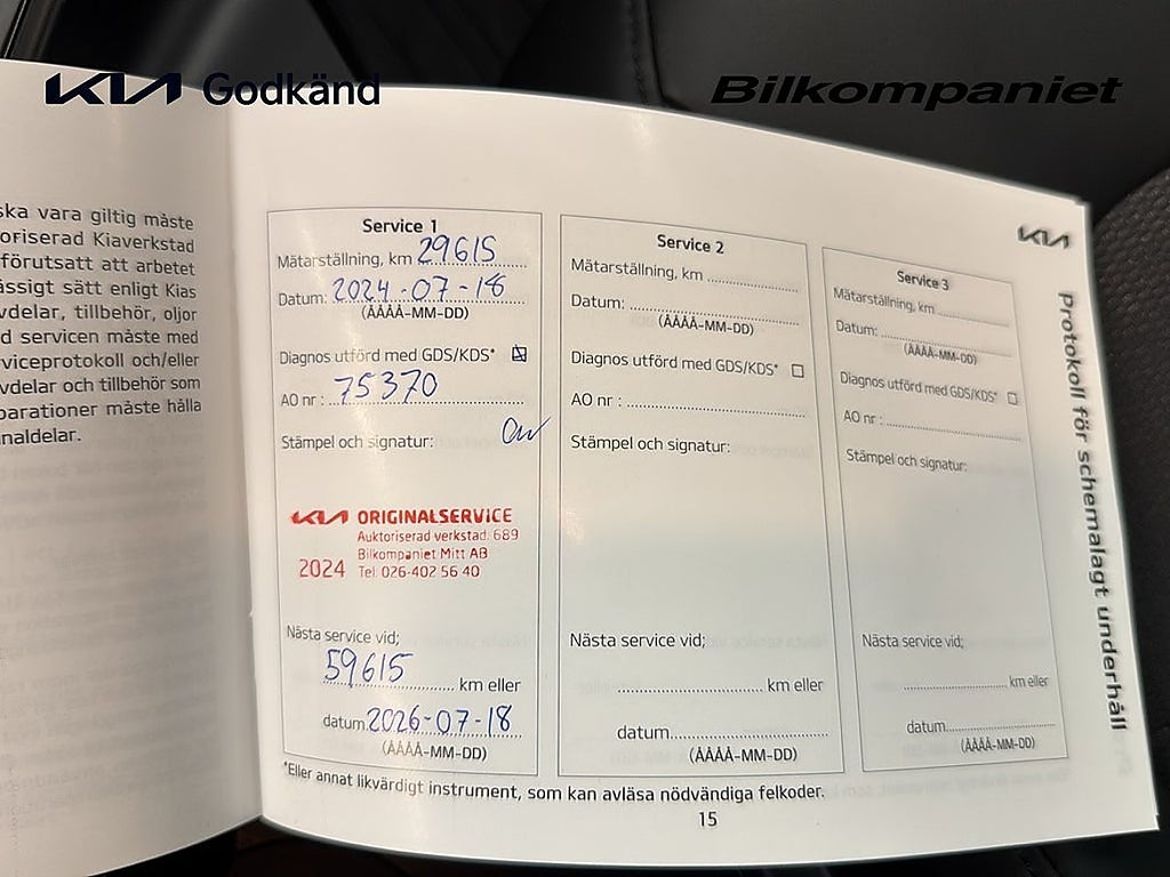 KIA Godkänd
Bilkompaniet
ska vara giltig måste
oriserad Kiaverkstad
förutsatt att arbetet
ässigt sätt enligt Kias
vdelar, tillbehör, oljor
d servicen måste med
viceprotokoll och/eller
vdelar och tillbehör som
parationer måste hålla
naldelar.
Service 1
Mätarställning, km 29615
Datum: 2024-07-18
(ÅÅÅÅ-MM-DD)
Diagnos utförd med GDS/KDS*
AO nr : 75370
Stämpel och signatur:
KIA ORIGINALSERVICE
Auktoriserad verkstad. 689
Bilkompaniet Mitt AB
2024 Tel. 026-402 56 40
Nästa service vid;
59615 km eller
datum 2026-07-18
(ÅÅÅÅ-MM-DD)
Service 2
Mätarställning, km
Datum:
(ÅÅÅÅ-MM-DD)
Diagnos utförd med GDS/KDS*
AO nr :
Stämpel och signatur:
Nästa service vid;
km eller
datum
(ÅÅÅÅ-MM-DD)
Service 3
Mätarställning, km
Datum:
(ÅÅÅÅ-MM-DD)
Diagnos utförd med GDS/KDS*
AO nr :
Stämpel och signatur:
Nästa service vid;
km eller
datum
(ÅÅÅÅ-MM-DD)
*Eller annat likvärdigt instrument, som kan avläsa nödvändiga felkoder.
15
KIA
Protokoll för schemalagt underhåll